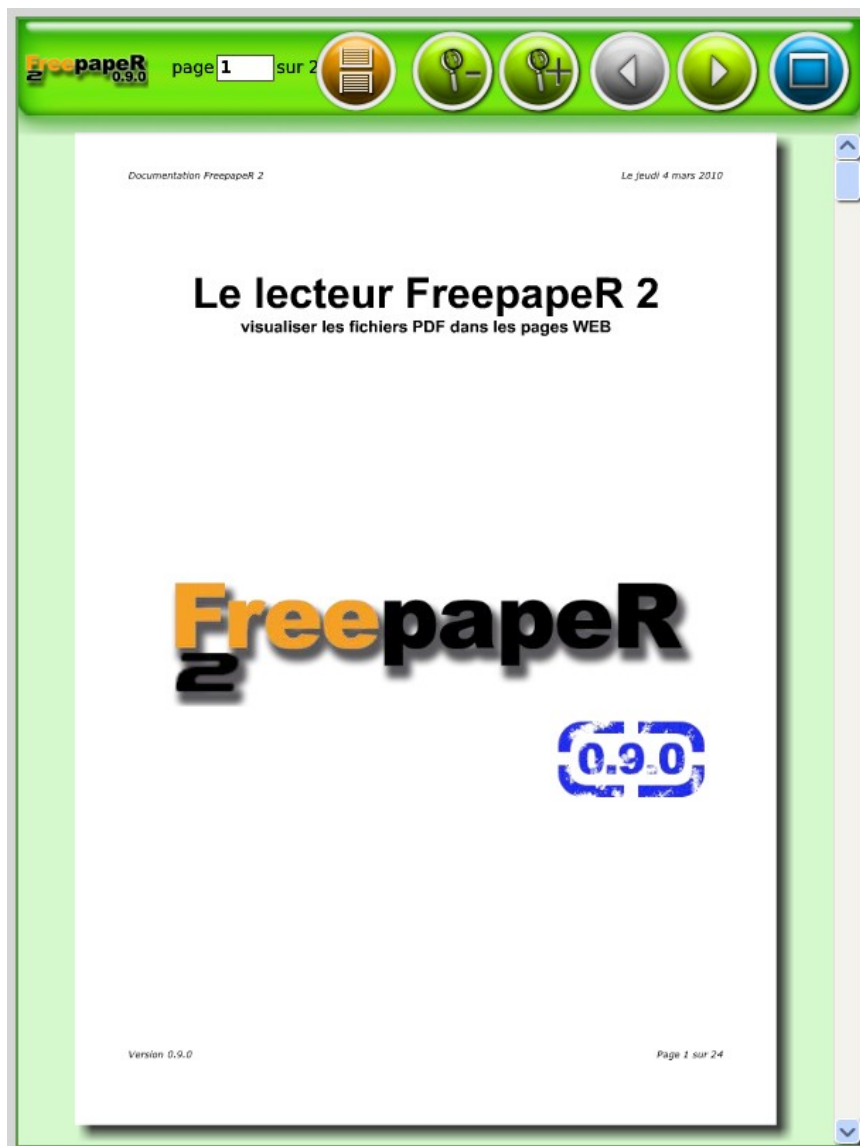 FreepapeR
2 0.9.0
page 1 sur 2
Documentation FreepapeR 2 Le jeudi 4 mars 2010
Le lecteur FreepapeR 2
visualiser les fichiers PDF dans les pages WEB
FreepapeR
2
0.9.0
Version 0.9.0 Page 1 sur 24